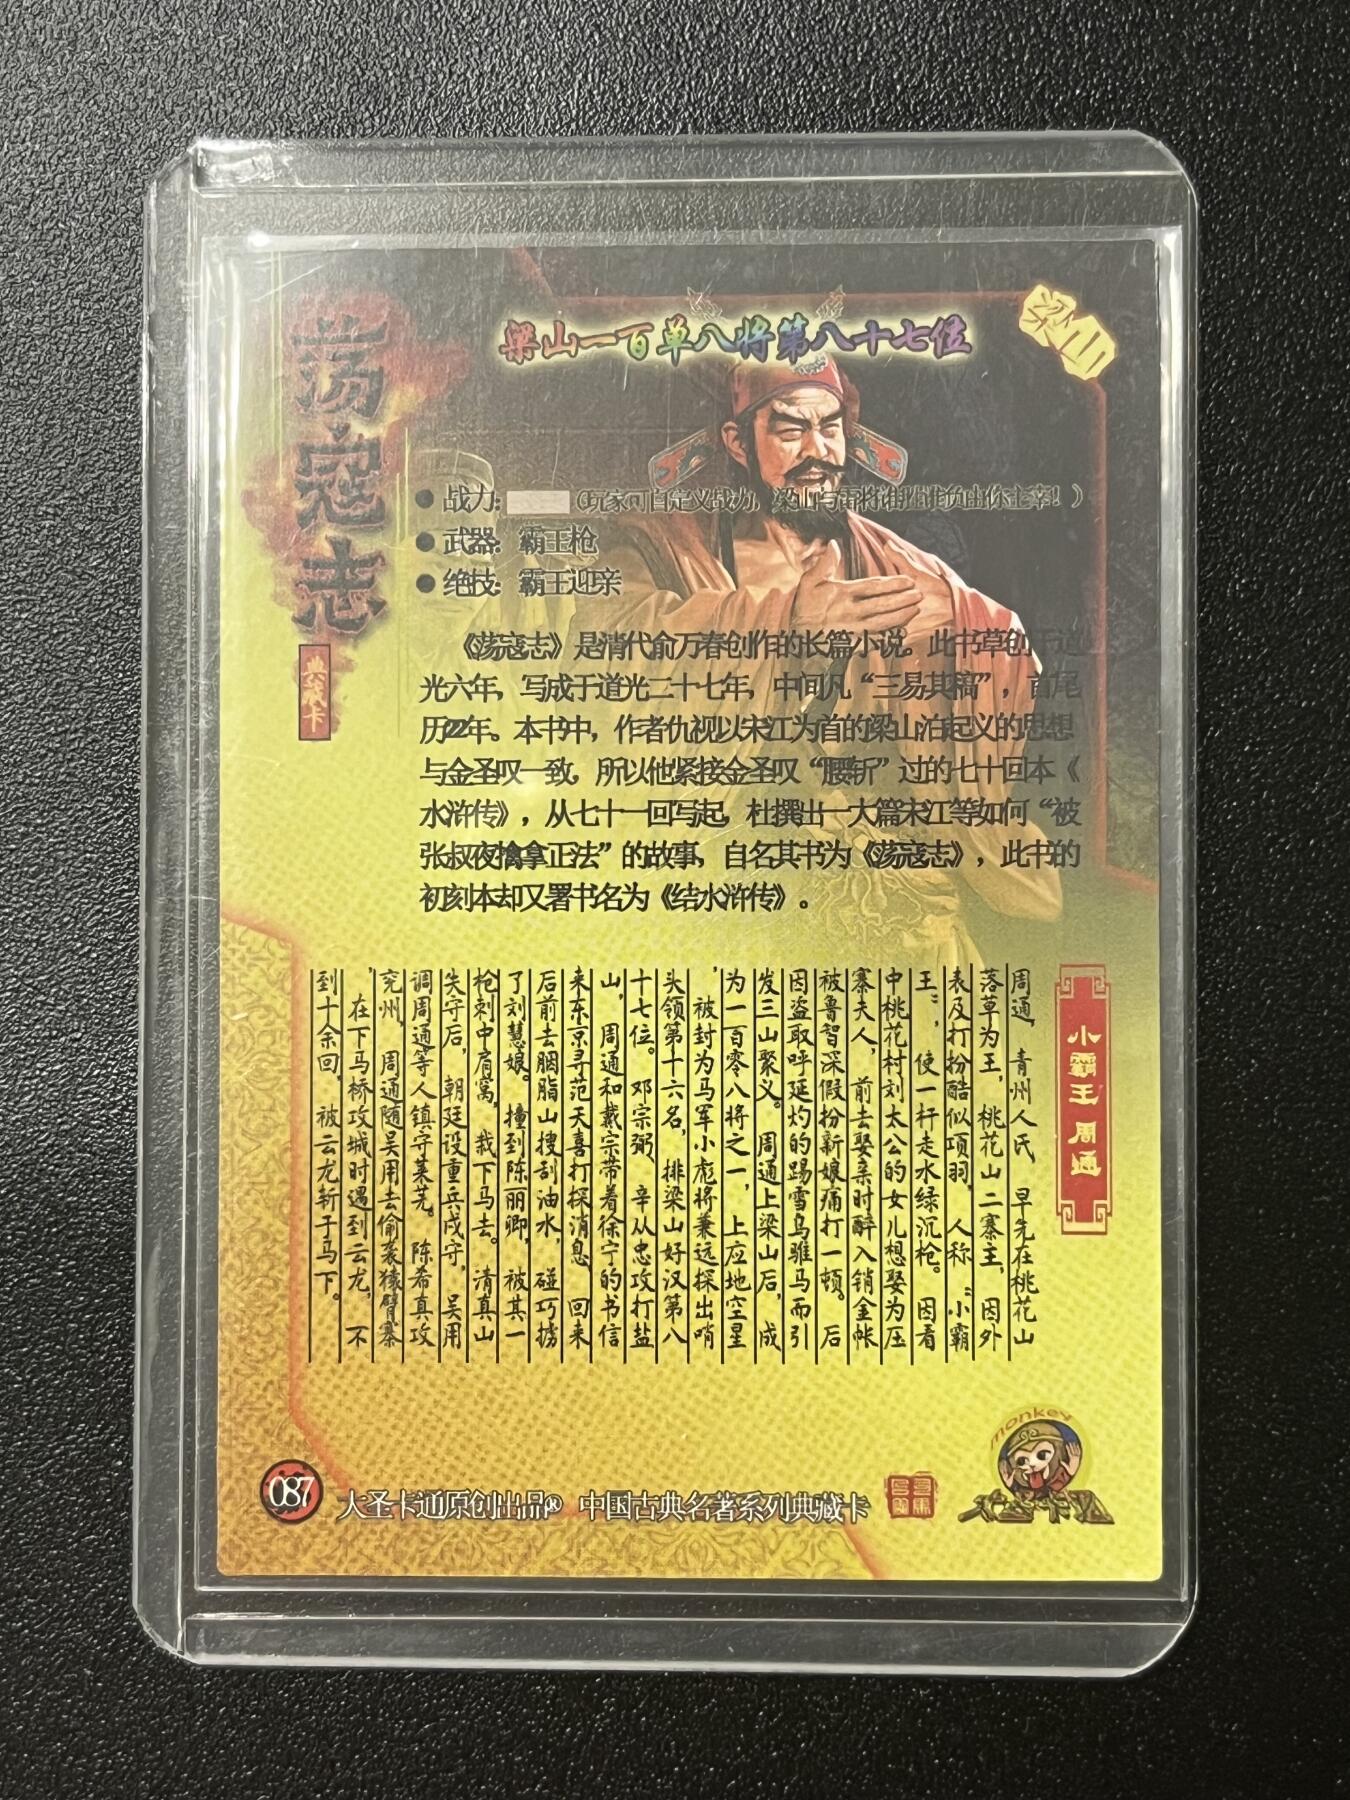 荡寇志
典藏卡
梁山一百单八将第八十七位
梁山
● 战力: (玩家可自定义战力, 梁山与雷将谁胜谁负由你主宰!)
● 武器: 霸王枪
● 绝技: 霸王迎亲
《荡寇志》是清代俞万春创作的长篇小说。此书草创于道
光六年, 写成于道光二十七年, 中间凡“三易其稿”, 首尾
历22年。本书中, 作者仇视以宋江为首的梁山泊起义的思想
与金圣叹一致, 所以他紧接金圣叹“腰斩”过的七十回本《
水浒传》, 从七十一回写起, 杜撰出一大篇宋江等如何“被
张叔夜擒拿正法”的故事, 自名其书为《荡寇志》, 此书的
初刻本却又署书名为《结水浒传》。
小霸王 周通
周通, 青州人氏, 早先在桃花山
落草为王, 桃花山二寨主, 因外
表及打扮酷似项羽, 人称“小霸
王”, 使一杆走水绿沉枪。因看
中桃花村刘太公的女儿想娶为压
寨夫人, 前去娶亲时醉入销金帐
被鲁智深假扮新娘痛打一顿。后
因盗取呼延灼的踢雪乌骓马而引
发三山聚义。周通上梁山后, 成
为一百零八将之一, 上应地空星
, 被封为马军小彪将兼远探出哨
头领第十六名, 排梁山好汉第八
十七位。邓宗弼、辛从忠攻打盐
山, 周通和戴宗带着徐宁的书信
来东京寻范天喜打探消息, 回来
后前去胭脂山搜刮油水, 碰巧掳
了刘慧娘。撞到陈丽卿, 被其一
枪刺中肩窝, 栽下马去。清真山
失守后, 朝廷设重兵戍守, 吴用
调周通等人镇守莱芜。陈希真攻
兖州, 周通随吴用去偷袭猿臂寨
, 在下马桥攻城时遇到云龙, 不
到十余回, 被云龙斩于马下。
087
大圣卡通原创出品® 中国古典名著系列典藏卡
monkey
大圣卡通